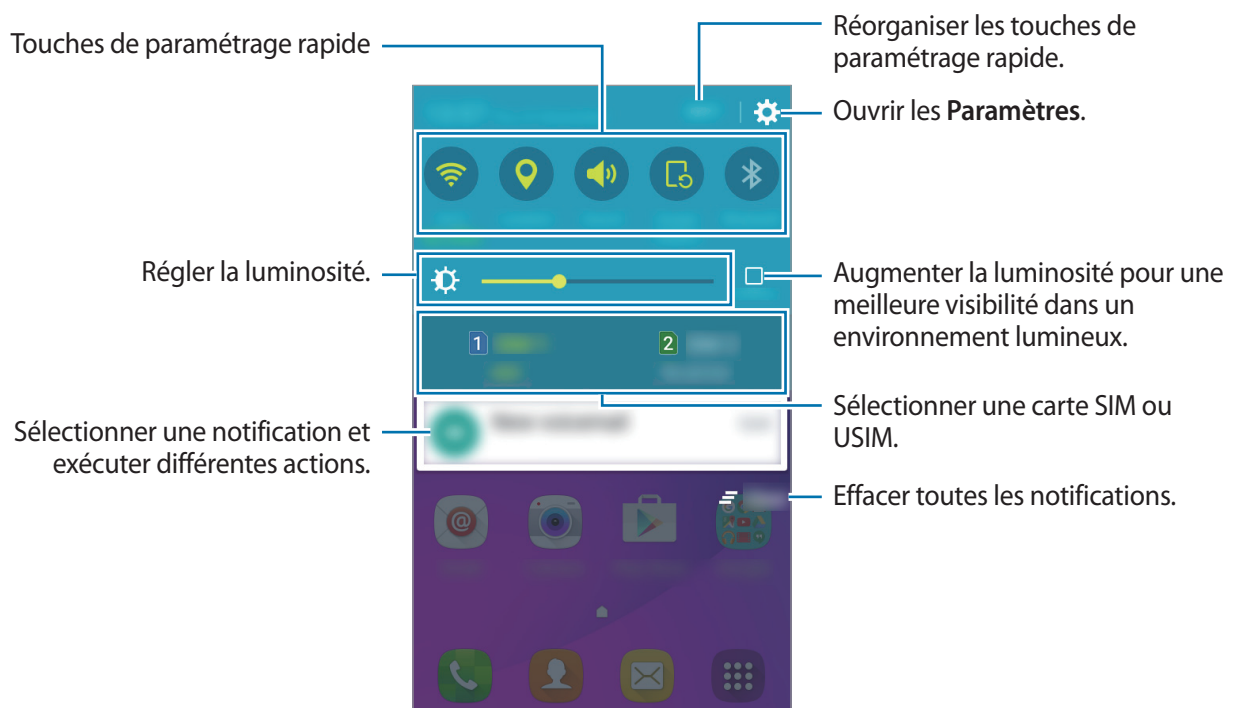 Touches de paramétrage rapide
Réorganiser les touches de
paramétrage rapide.
Ouvrir les Paramètres.
Régler la luminosité.
Augmenter la luminosité pour une
meilleure visibilité dans un
environnement lumineux.
1
2
Sélectionner une carte SIM ou
USIM.
Sélectionner une notification et
exécuter différentes actions.
Effacer toutes les notifications.